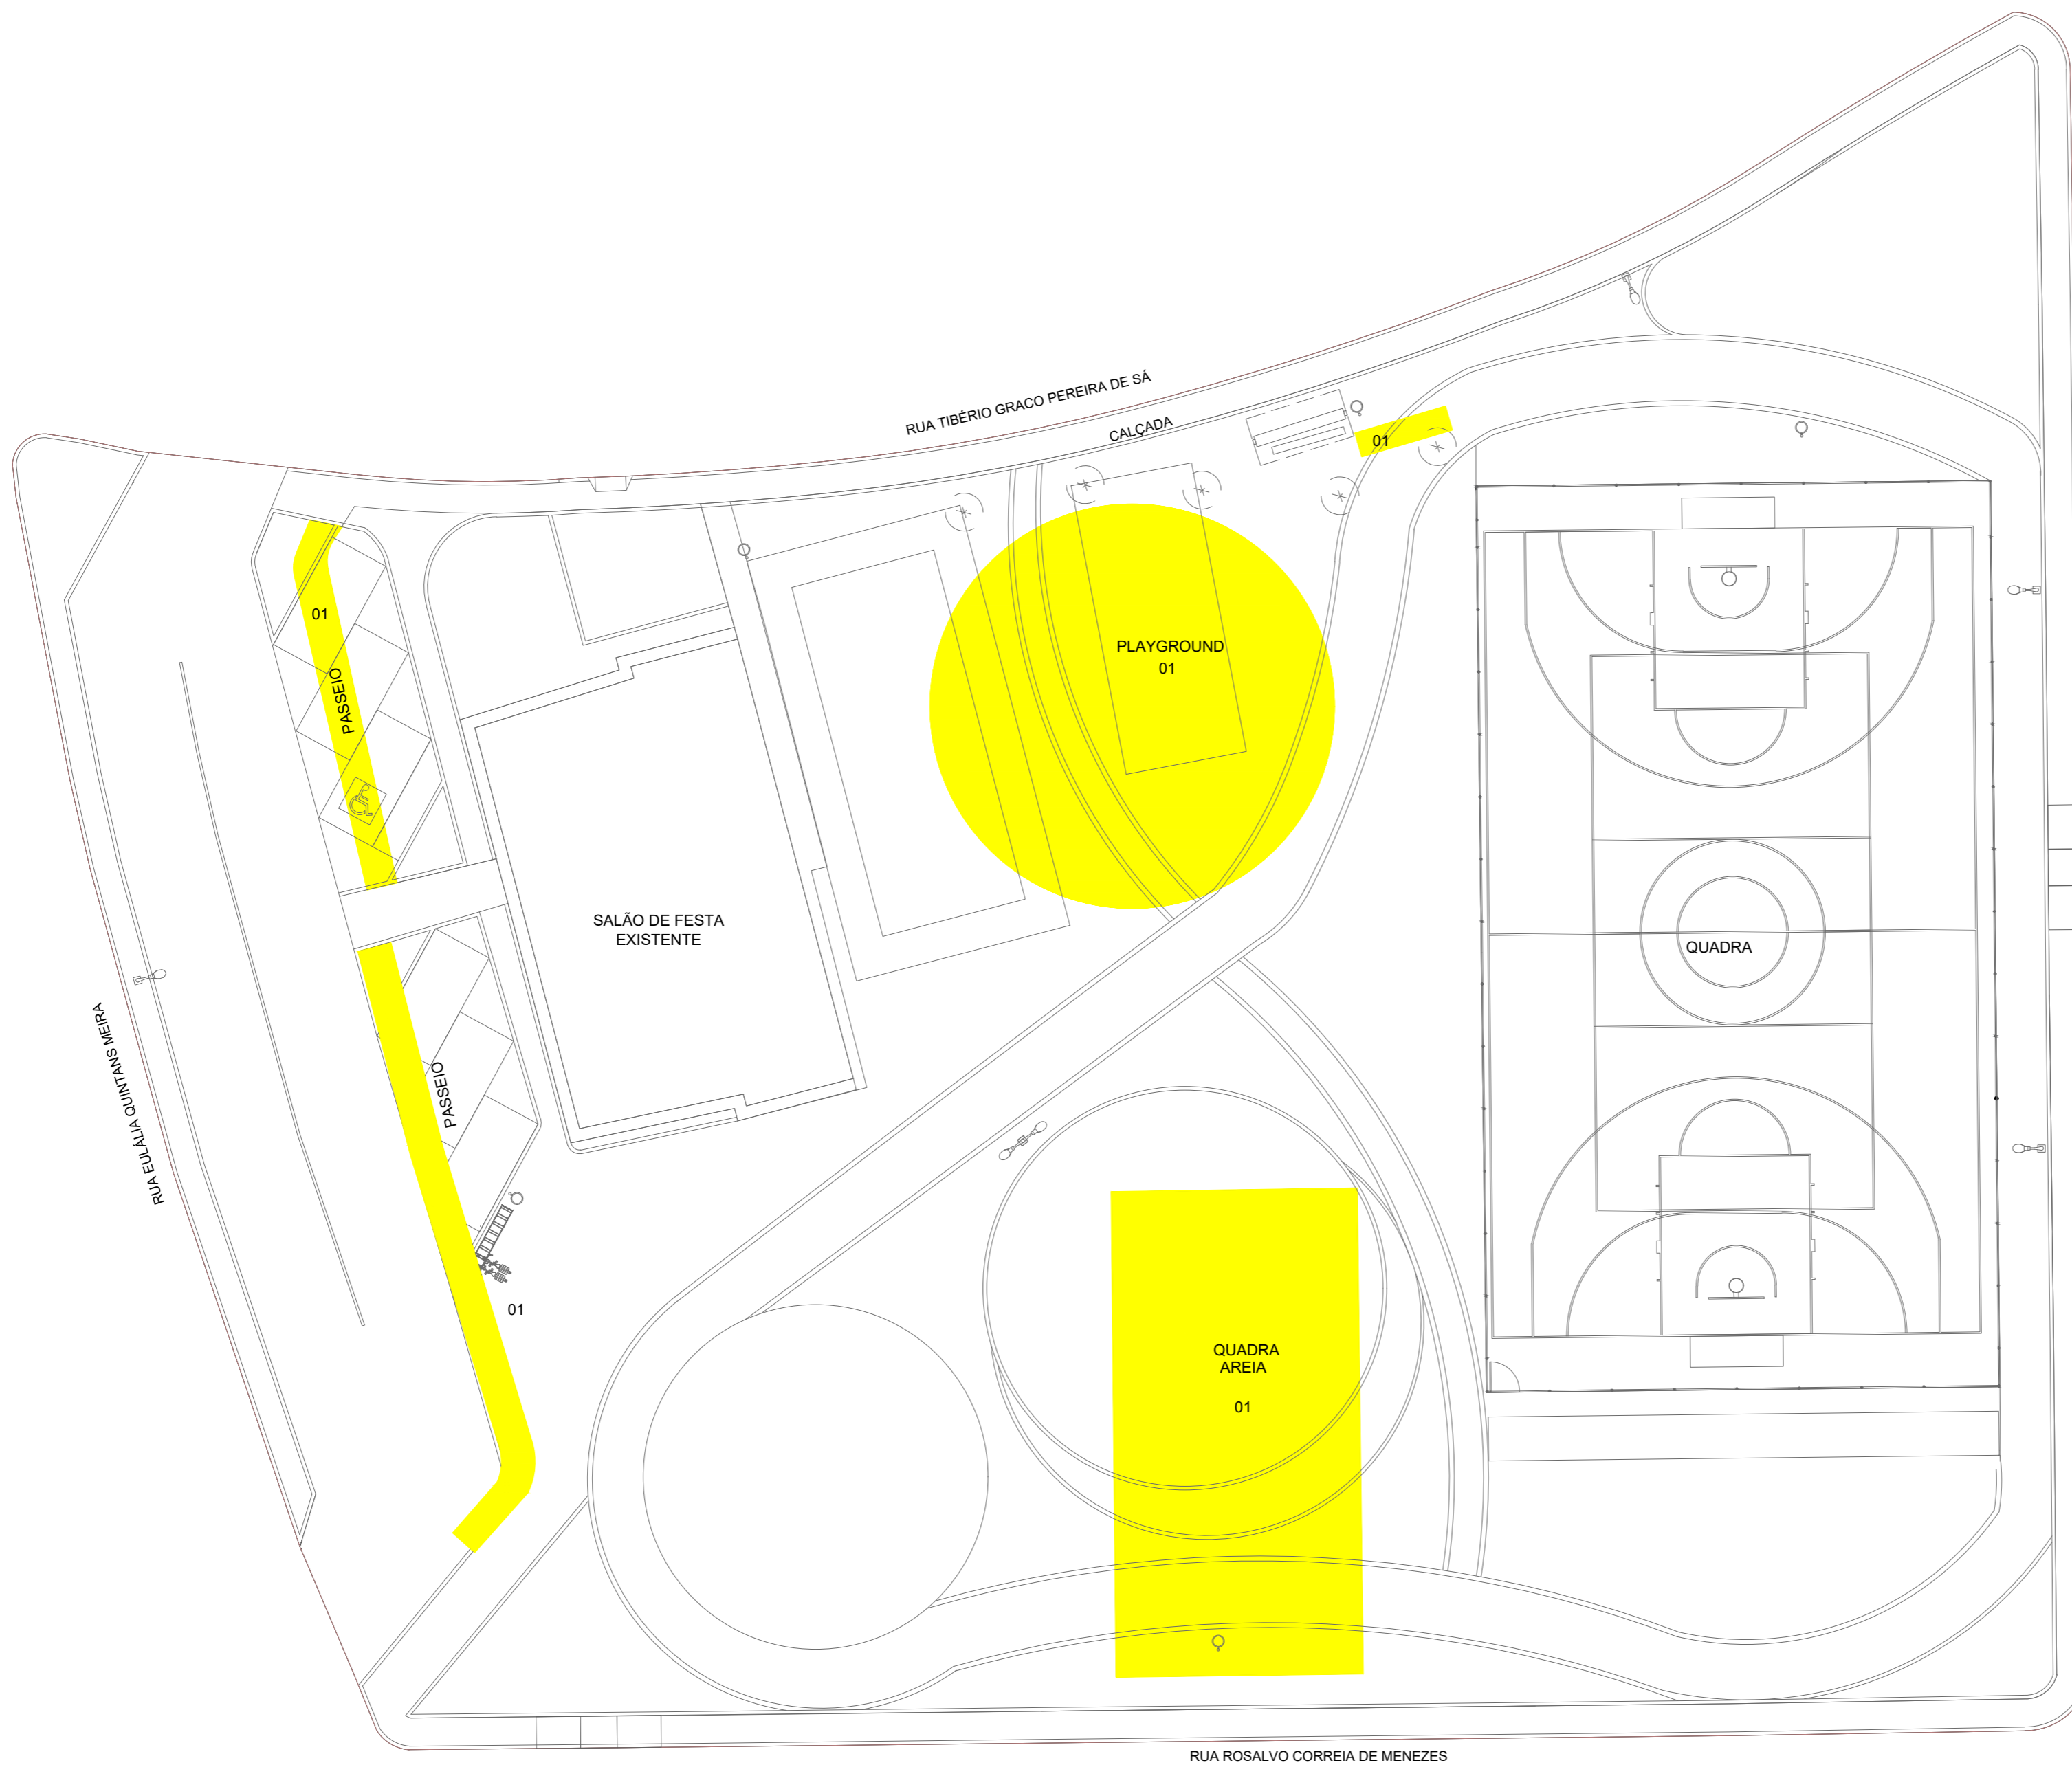 RUA TIBÉRIO GRACO PEREIRA DE SÁ
CALÇADA
01
01
PASSEIO
PLAYGROUND
01
SALÃO DE FESTA
EXISTENTE
QUADRA
RUA EULÁLIA QUINTANS MEIRA
PASSEIO
01
QUADRA
AREIA
01
RUA ROSALVO CORREIA DE MENEZES